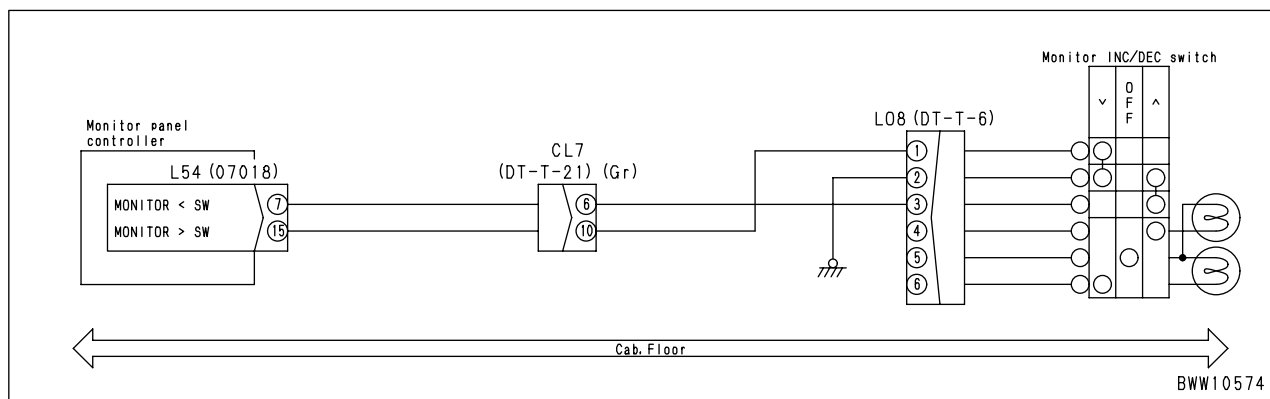 Monitor INC/DEC switch
∨
OFF
∧
Monitor panel
controller
L54 (07018)
CL7
(DT-T-21) (Gr)
L08 (DT-T-6)
MONITOR < SW
7
MONITOR > SW
15
6
10
1
2
3
4
5
6
Cab, Floor
BWW10574